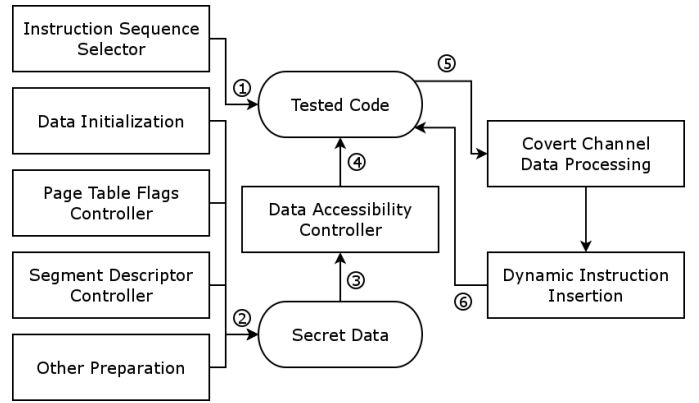 Instruction Sequence
Selector
①
Tested Code
⑤
Data Initialization
Covert Channel
Data Processing
④
Page Table Flags
Controller
Data Accessibility
Controller
Segment Descriptor
Controller
③
Dynamic Instruction
Insertion
⑥
②
Secret Data
Other Preparation